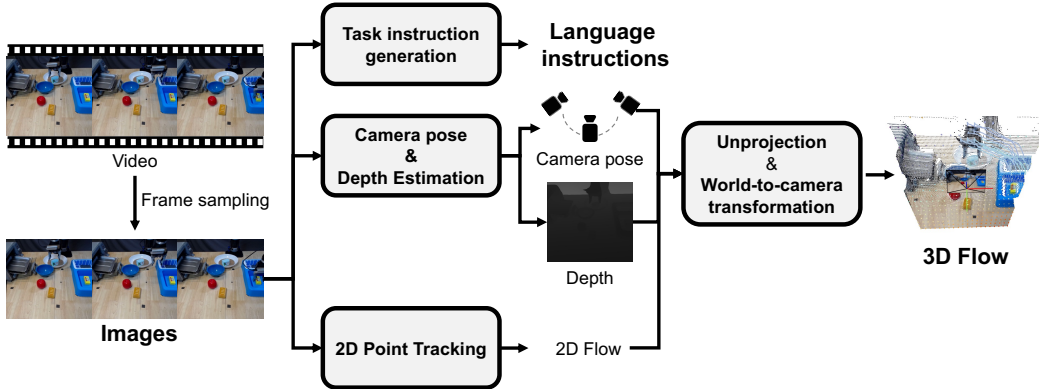 Video
Frame sampling
Images
Task instruction
generation
Language
instructions
Camera pose
&
Depth Estimation
Camera pose
Depth
2D Point Tracking
2D Flow
Unprojection
&
World-to-camera
transformation
3D Flow